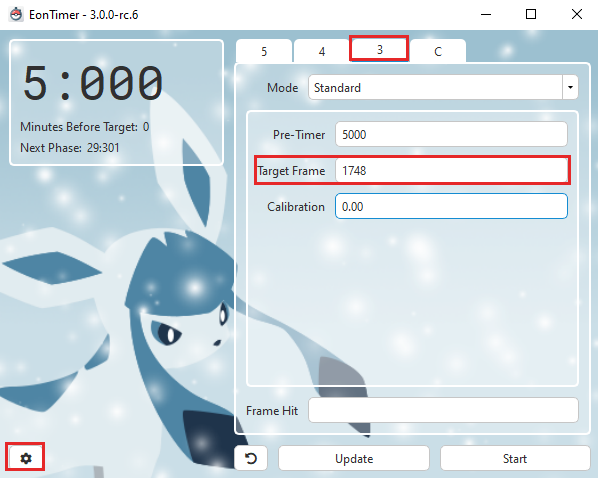 EonTimer - 3.0.0-rc.6
5:000
Minutes Before Target: 0
Next Phase: 29:301
5 4 3 C
Mode Standard
Pre-Timer 5000
Target Frame 1748
Calibration 0.00
Frame Hit
Update Start